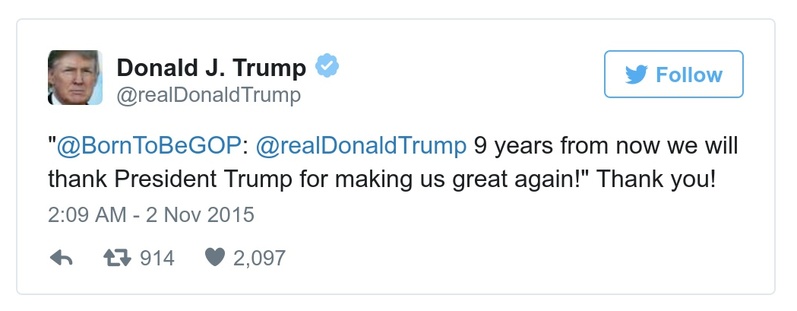 Donald J. Trump
@realDonaldTrump
Follow
"@BornToBeGOP: @realDonaldTrump 9 years from now we will
thank President Trump for making us great again!" Thank you!
2:09 AM - 2 Nov 2015
914 2,097